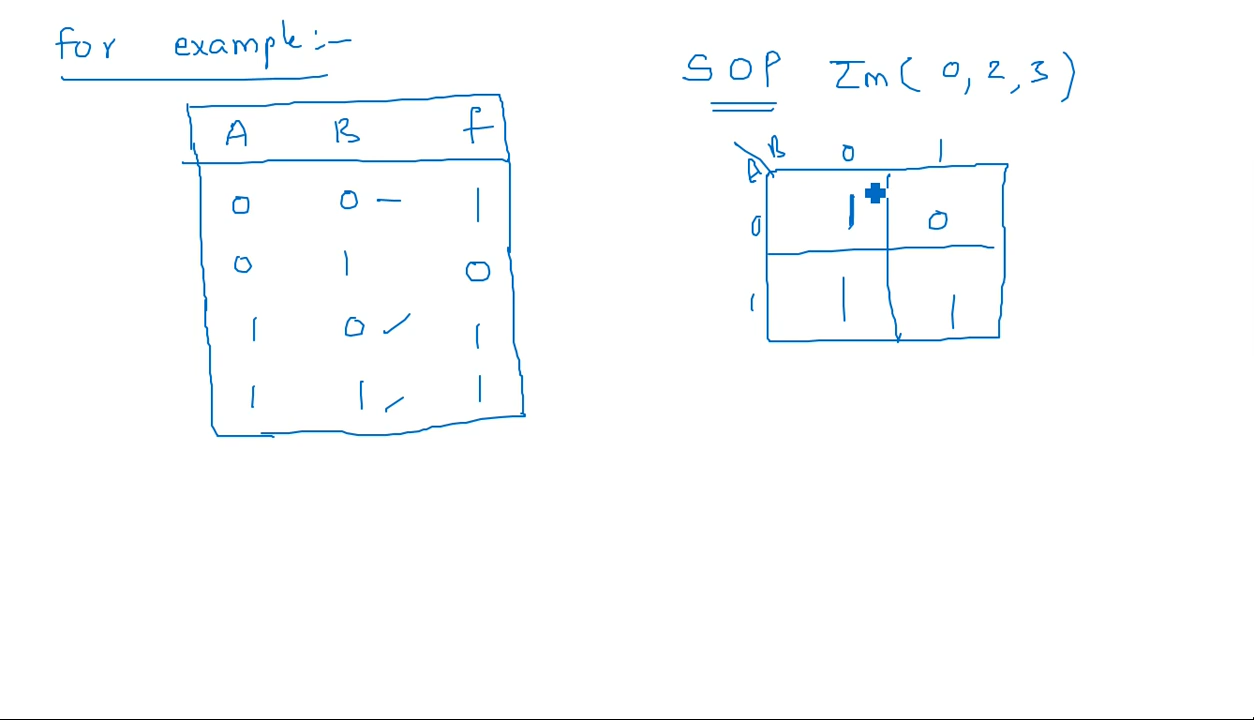 for example:-
SOP Σm( 0, 2, 3 )
A B f
0 0 - 1
0 1 0
1 0 ✓ 1
1 1 ✓ 1
B 0 1
A
0 1 0
1 1 1